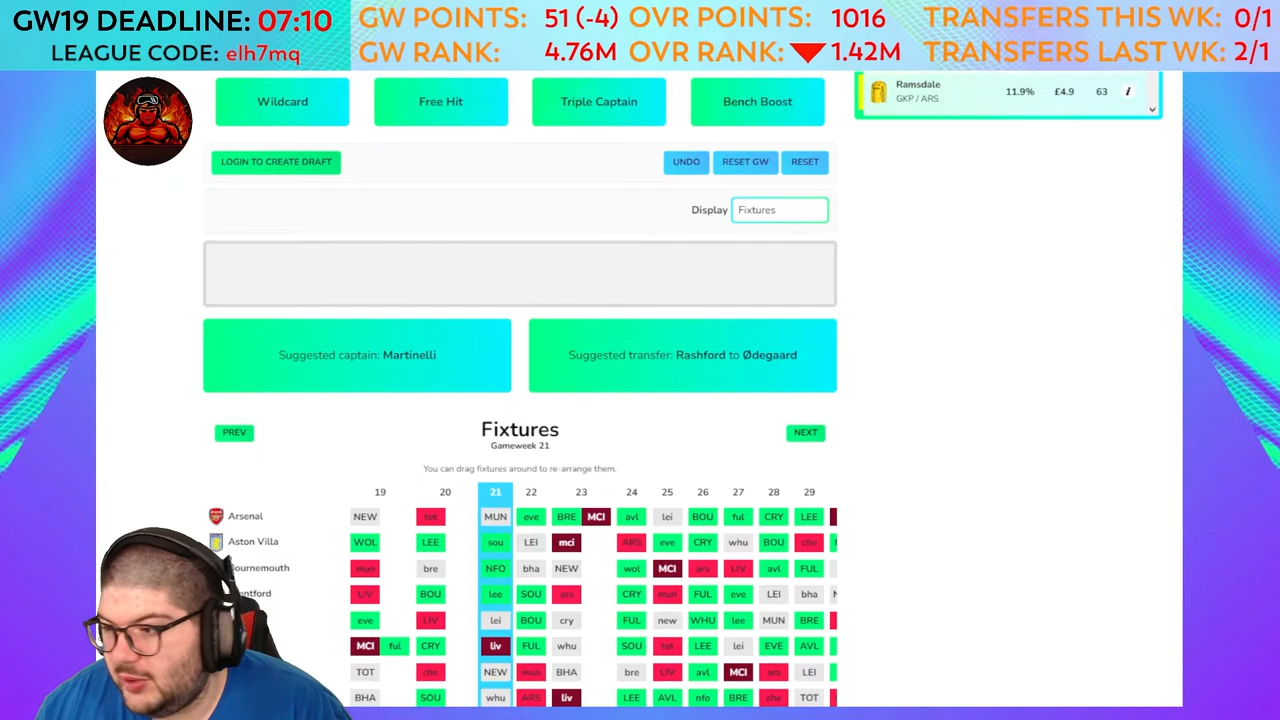 GW19 DEADLINE: 07:10
LEAGUE CODE: elh7mq
GW POINTS: 51 (-4) OVR POINTS: 1016
GW RANK: 4.76M OVR RANK: 1.42M
TRANSFERS THIS WK: 0/1
TRANSFERS LAST WK: 2/1
Wildcard Free Hit Triple Captain Bench Boost
Ramsdale
GKP / ARS 11.9% £4.9 63 i
LOGIN TO CREATE DRAFT UNDO RESET GW RESET
Display Fixtures
Suggested captain: Martinelli
Suggested transfer: Rashford to Ødegaard
PREV Fixtures NEXT
Gameweek 21
You can drag fixtures around to re-arrange them.
19 20 21 22 23 24 25 26 27 28 29
Arsenal NEW tot MUN eve BRE MCI avl lei BOU ful CRY LEE
Aston Villa WOL LEE sou LEI mci ARS eve CRY whu BOU che
ournemouth mun bre NFO bha NEW wol MCI ars LIV avl FUL
entford LIV BOU lee SOU ars CRY mun FUL eve LEI bha
eve LIV lei BOU cry FUL new WHU lee MUN BRE
MCI ful CRY liv FUL whu SOU tot LEE lei EVE AVL
TOT che NEW mun BHA bre LIV avl MCI ars LEI
BHA SOU whu ARS liv LEE AVL nfo BRE che TOT